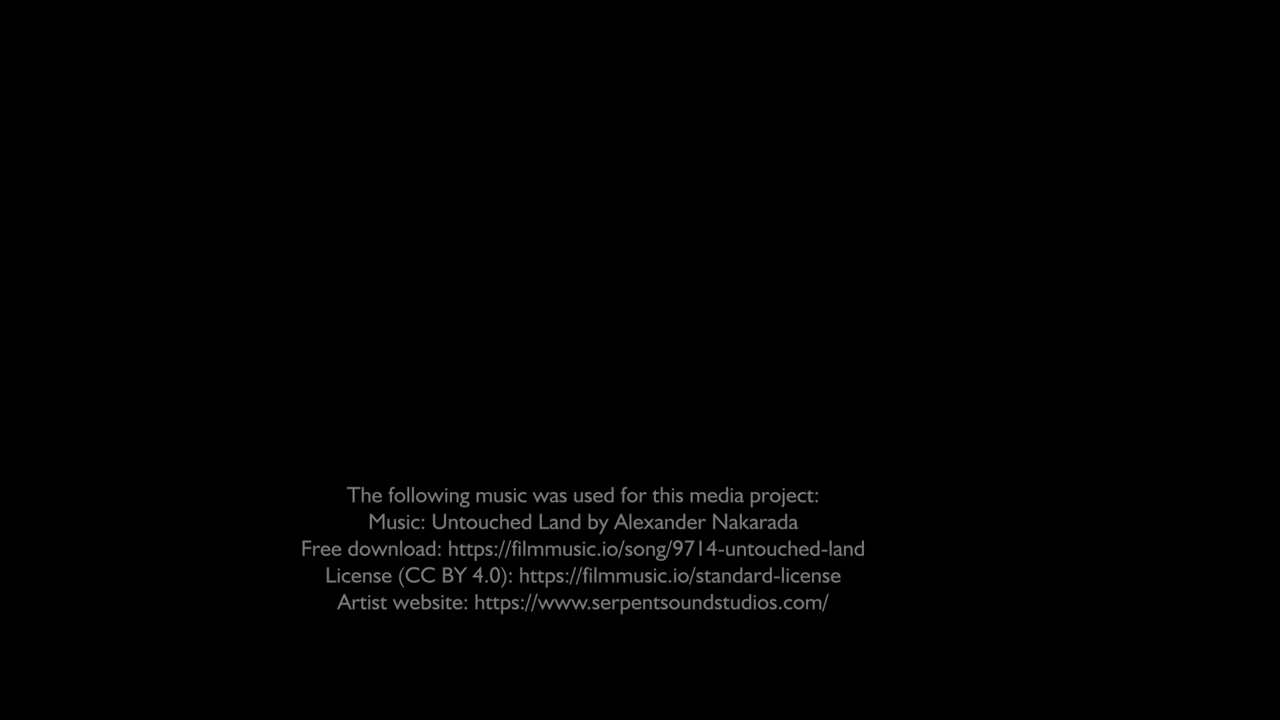 The following music was used for this media project:
Music: Untouched Land by Alexander Nakarada
Free download: https://filmmusic.io/song/9714-untouched-land
License (CC BY 4.0): https://filmmusic.io/standard-license
Artist website: https://www.serpentsoundstudios.com/